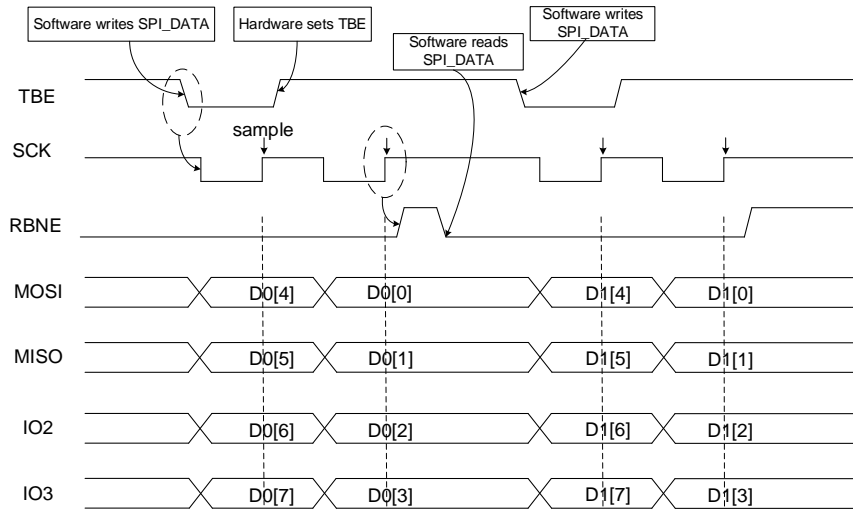 Software writes SPI_DATA
Hardware sets TBE
Software reads
SPI_DATA
Software writes
SPI_DATA
TBE
sample
SCK
RBNE
MOSI D0[4] D0[0] D1[4] D1[0]
MISO D0[5] D0[1] D1[5] D1[1]
IO2 D0[6] D0[2] D1[6] D1[2]
IO3 D0[7] D0[3] D1[7] D1[3]